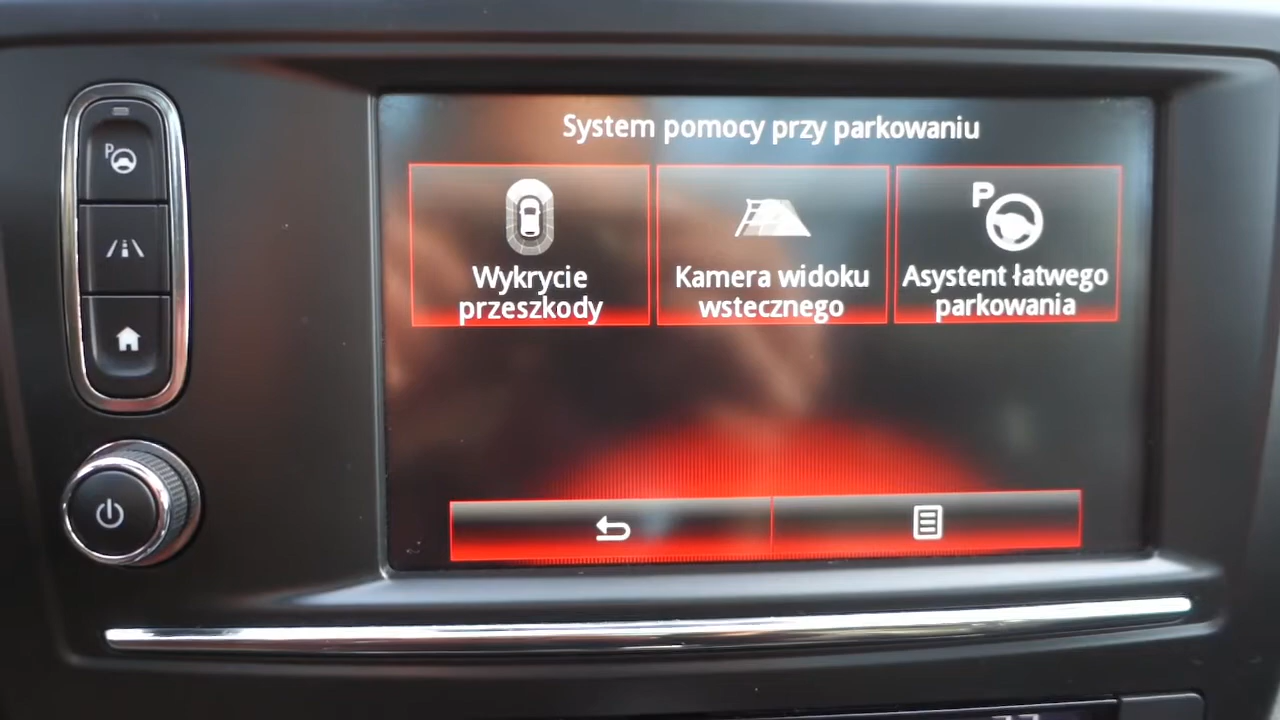 System pomocy przy parkowaniu
P
Wykrycie
przeszkody
Kamera widoku
wstecznego
P
Asystent łatwego
parkowania